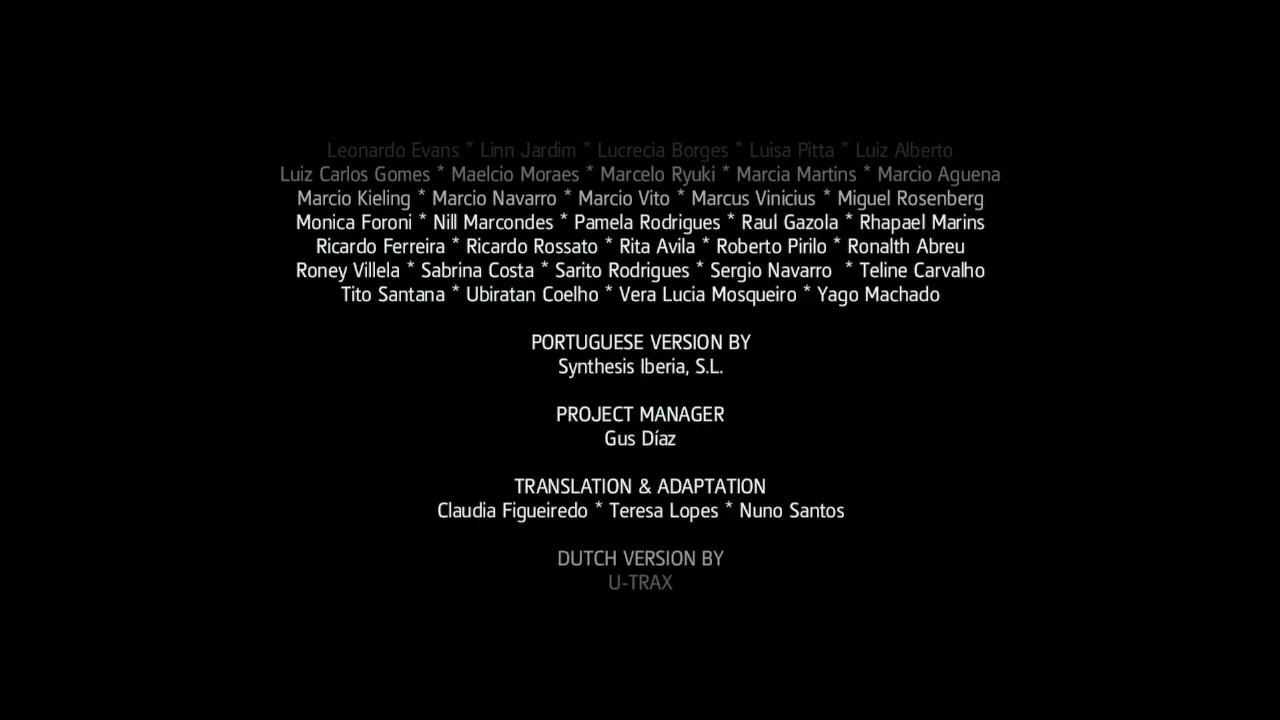 Leonardo Evans * Linn Jardim * Lucrecia Borges * Luisa Pitta * Luiz Alberto
Luiz Carlos Gomes * Maelcio Moraes * Marcelo Ryuki * Marcia Martins * Marcio Aguena
Marcio Kieling * Marcio Navarro * Marcio Vito * Marcus Vinicius * Miguel Rosenberg
Monica Foroni * Nill Marcondes * Pamela Rodrigues * Raul Gazola * Rhapael Marins
Ricardo Ferreira * Ricardo Rossato * Rita Avila * Roberto Pirilo * Ronalth Abreu
Roney Villela * Sabrina Costa * Sarito Rodrigues * Sergio Navarro  * Teline Carvalho
Tito Santana * Ubiratan Coelho * Vera Lucia Mosqueiro * Yago Machado
PORTUGUESE VERSION BY
Synthesis Iberia, S.L.
PROJECT MANAGER
Gus Díaz
TRANSLATION & ADAPTATION
Claudia Figueiredo * Teresa Lopes * Nuno Santos
DUTCH VERSION BY
U-TRAX